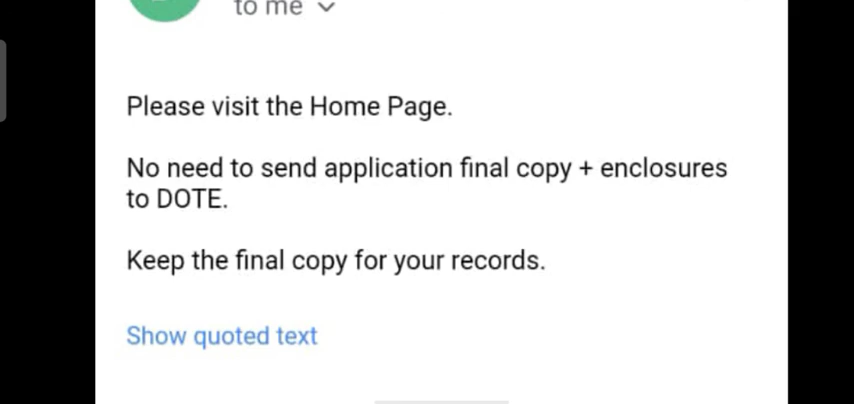 to me
Please visit the Home Page.
No need to send application final copy + enclosures
to DOTE.
Keep the final copy for your records.
Show quoted text